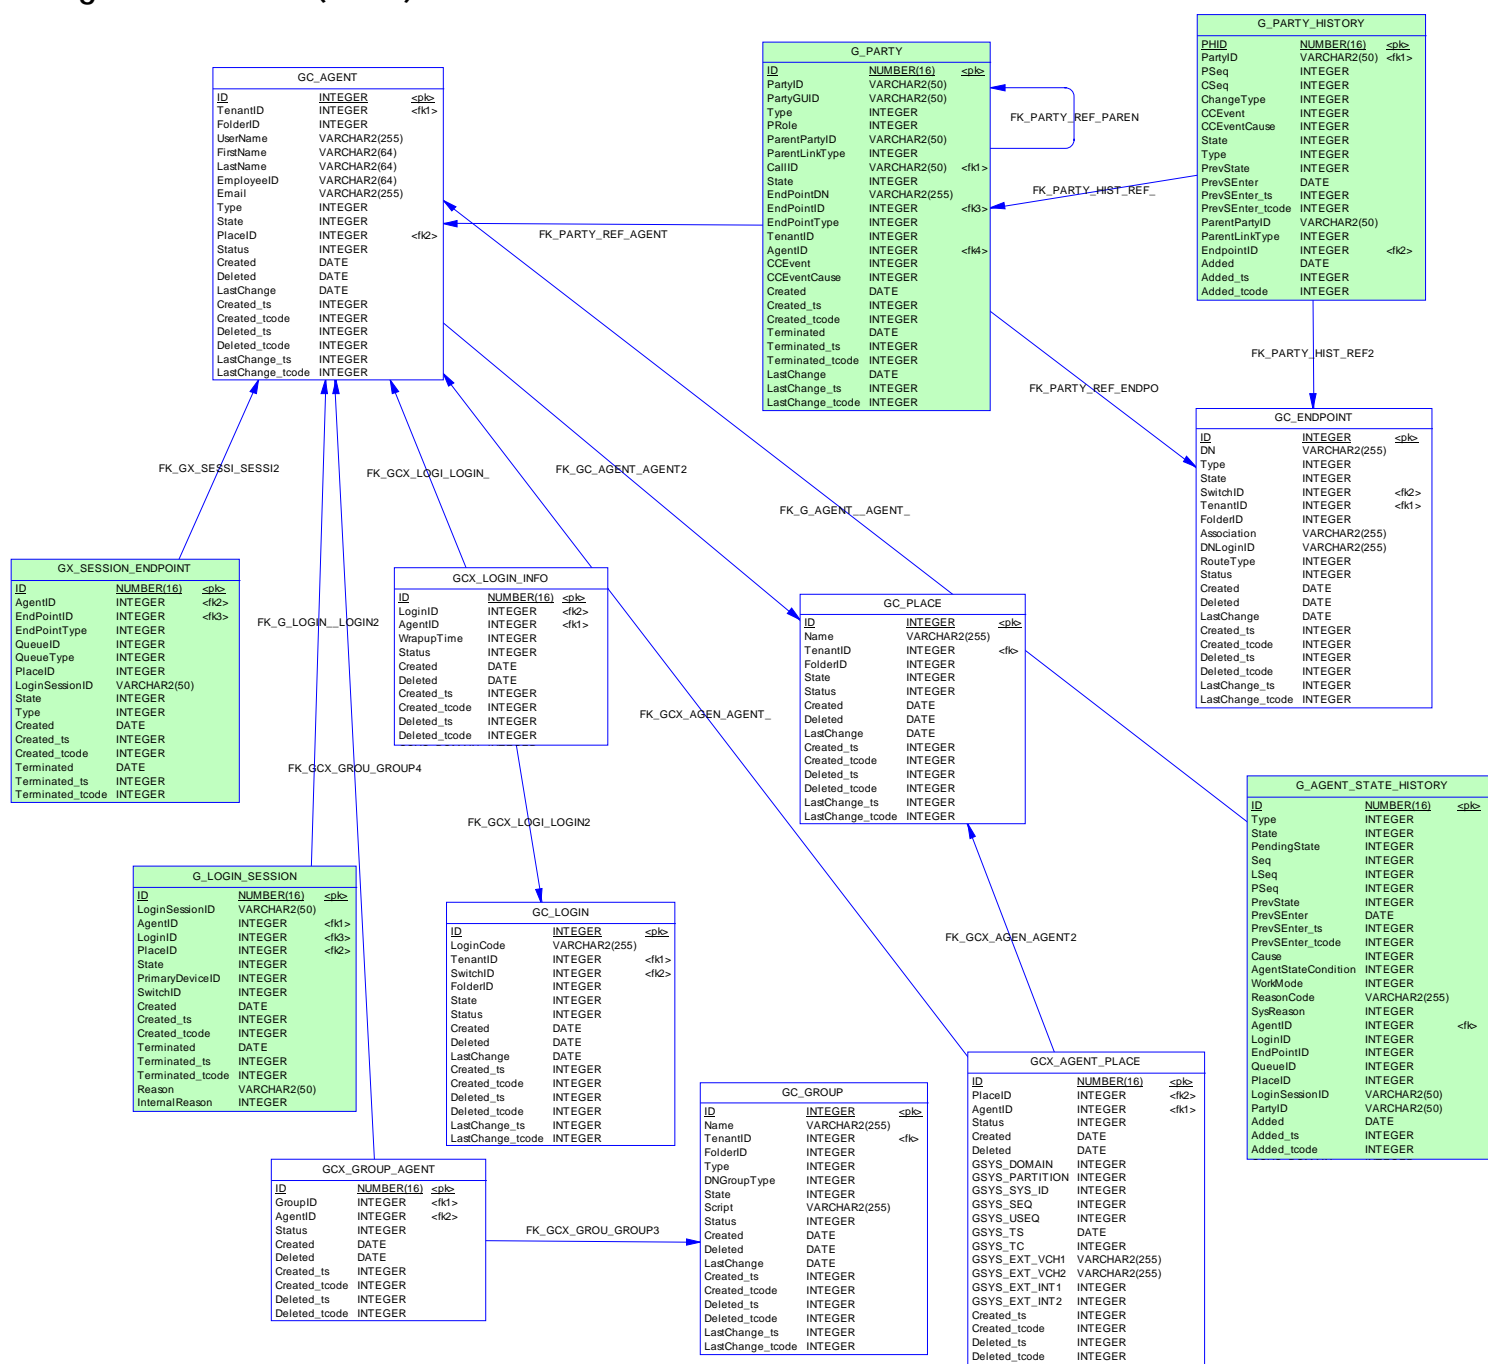 GC_AGENT
ID INTEGER <pk>
TenantID INTEGER <fk1>
FolderID INTEGER
UserName VARCHAR2(255)
FirstName VARCHAR2(64)
LastName VARCHAR2(64)
EmployeeID VARCHAR2(64)
Email VARCHAR2(255)
Type INTEGER
State INTEGER
PlaceID INTEGER <fk2>
Status INTEGER
Created DATE
Deleted DATE
LastChange DATE
Created_ts INTEGER
Created_tcode INTEGER
Deleted_ts INTEGER
Deleted_tcode INTEGER
LastChange_ts INTEGER
LastChange_tcode INTEGER
G_PARTY
ID NUMBER(16) <pk>
PartyID VARCHAR2(50)
PartyGUID VARCHAR2(50)
Type INTEGER
PRole INTEGER
ParentPartyID VARCHAR2(50)
ParentLinkType INTEGER
CallID VARCHAR2(50) <fk1>
State INTEGER
EndPointDN VARCHAR2(255)
EndPointID INTEGER <fk3>
EndPointType INTEGER
TenantID INTEGER
AgentID INTEGER <fk4>
CCEvent INTEGER
CCEventCause INTEGER
Created DATE
Created_ts INTEGER
Created_tcode INTEGER
Terminated DATE
Terminated_ts INTEGER
Terminated_tcode INTEGER
LastChange DATE
LastChange_ts INTEGER
LastChange_tcode INTEGER
G_PARTY_HISTORY
PHID NUMBER(16) <pk>
PartyID VARCHAR2(50) <fk1>
PSeq INTEGER
CSeq INTEGER
ChangeType INTEGER
CCEvent INTEGER
CCEventCause INTEGER
State INTEGER
Type INTEGER
PrevState INTEGER
PrevSEnter DATE
PrevSEnter_ts INTEGER
PrevSEnter_tcode INTEGER
ParentPartyID VARCHAR2(50)
ParentLinkType INTEGER
EndpointID INTEGER <fk2>
Added DATE
Added_ts INTEGER
Added_tcode INTEGER
FK_PARTY_REF_PAREN
FK_PARTY_HIST_REF_
FK_PARTY_REF_AGENT
FK_PARTY_HIST_REF2
FK_PARTY_REF_ENDPO
GC_ENDPOINT
ID INTEGER <pk>
DN VARCHAR2(255)
Type INTEGER
State INTEGER
SwitchID INTEGER <fk2>
TenantID INTEGER <fk1>
FolderID INTEGER
Association VARCHAR2(255)
DNLoginID VARCHAR2(255)
RouteType INTEGER
Status INTEGER
Created DATE
Deleted DATE
LastChange DATE
Created_ts INTEGER
Created_tcode INTEGER
Deleted_ts INTEGER
Deleted_tcode INTEGER
LastChange_ts INTEGER
LastChange_tcode INTEGER
FK_GX_SESSI_SESSI2
FK_GCX_LOGI_LOGIN_
FK_GC_AGENT_AGENT2
FK_G_AGENT__AGENT_
GX_SESSION_ENDPOINT
ID NUMBER(16) <pk>
AgentID INTEGER <fk2>
EndPointID INTEGER <fk3>
EndPointType INTEGER
QueueID INTEGER
QueueType INTEGER
PlaceID INTEGER
LoginSessionID VARCHAR2(50)
State INTEGER
Type INTEGER
Created DATE
Created_ts INTEGER
Created_tcode INTEGER
Terminated DATE
Terminated_ts INTEGER
Terminated_tcode INTEGER
GCX_LOGIN_INFO
ID NUMBER(16) <pk>
LoginID INTEGER <fk2>
AgentID INTEGER <fk1>
WrapupTime INTEGER
Status INTEGER
Created DATE
Deleted DATE
Created_ts INTEGER
Created_tcode INTEGER
Deleted_ts INTEGER
Deleted_tcode INTEGER
GC_PLACE
ID INTEGER <pk>
Name VARCHAR2(255)
TenantID INTEGER <fk>
FolderID INTEGER
State INTEGER
Status INTEGER
Created DATE
Deleted DATE
LastChange DATE
Created_ts INTEGER
Created_tcode INTEGER
Deleted_ts INTEGER
Deleted_tcode INTEGER
LastChange_ts INTEGER
LastChange_tcode INTEGER
FK_G_LOGIN__LOGIN2
FK_GCX_AGEN_AGENT_
FK_GCX_GROU_GROUP4
FK_GCX_LOGI_LOGIN2
FK_GCX_AGEN_AGENT2
G_AGENT_STATE_HISTORY
ID NUMBER(16) <pk>
Type INTEGER
State INTEGER
PendingState INTEGER
Seq INTEGER
LSeq INTEGER
PSeq INTEGER
PrevState INTEGER
PrevSEnter DATE
PrevSEnter_ts INTEGER
PrevSEnter_tcode INTEGER
Cause INTEGER
AgentStateCondition INTEGER
WorkMode INTEGER
ReasonCode VARCHAR2(255)
SysReason INTEGER
AgentID INTEGER <fk>
LoginID INTEGER
EndPointID INTEGER
QueueID INTEGER
PlaceID INTEGER
LoginSessionID VARCHAR2(50)
PartyID VARCHAR2(50)
Added DATE
Added_ts INTEGER
Added_tcode INTEGER
G_LOGIN_SESSION
ID NUMBER(16) <pk>
LoginSessionID VARCHAR2(50)
AgentID INTEGER <fk1>
LoginID INTEGER <fk3>
PlaceID INTEGER <fk2>
State INTEGER
PrimaryDeviceID INTEGER
SwitchID INTEGER
Created DATE
Created_ts INTEGER
Created_tcode INTEGER
Terminated DATE
Terminated_ts INTEGER
Terminated_tcode INTEGER
Reason VARCHAR2(50)
InternalReason INTEGER
GC_LOGIN
ID INTEGER <pk>
LoginCode VARCHAR2(255)
TenantID INTEGER <fk1>
SwitchID INTEGER <fk2>
FolderID INTEGER
State INTEGER
Status INTEGER
Created DATE
Deleted DATE
LastChange DATE
Created_ts INTEGER
Created_tcode INTEGER
Deleted_ts INTEGER
Deleted_tcode INTEGER
LastChange_ts INTEGER
LastChange_tcode INTEGER
GCX_AGENT_PLACE
ID NUMBER(16) <pk>
PlaceID INTEGER <fk2>
AgentID INTEGER <fk1>
Status INTEGER
Created DATE
Deleted DATE
GSYS_DOMAIN INTEGER
GSYS_PARTITION INTEGER
GSYS_SYS_ID INTEGER
GSYS_SEQ INTEGER
GSYS_USEQ INTEGER
GSYS_TS DATE
GSYS_TC INTEGER
GSYS_EXT_VCH1 VARCHAR2(255)
GSYS_EXT_VCH2 VARCHAR2(255)
GSYS_EXT_INT1 INTEGER
GSYS_EXT_INT2 INTEGER
Created_ts INTEGER
Created_tcode INTEGER
Deleted_ts INTEGER
Deleted_tcode INTEGER
GC_GROUP
ID INTEGER <pk>
Name VARCHAR2(255)
TenantID INTEGER <fk>
FolderID INTEGER
Type INTEGER
DNGroupType INTEGER
State INTEGER
Script VARCHAR2(255)
Status INTEGER
Created DATE
Deleted DATE
LastChange DATE
Created_ts INTEGER
Created_tcode INTEGER
Deleted_ts INTEGER
Deleted_tcode INTEGER
LastChange_ts INTEGER
LastChange_tcode INTEGER
GCX_GROUP_AGENT
ID NUMBER(16) <pk>
GroupID INTEGER <fk1>
AgentID INTEGER <fk2>
Status INTEGER
Created DATE
Deleted DATE
Created_ts INTEGER
Created_tcode INTEGER
Deleted_ts INTEGER
Deleted_tcode INTEGER
FK_GCX_GROU_GROUP3